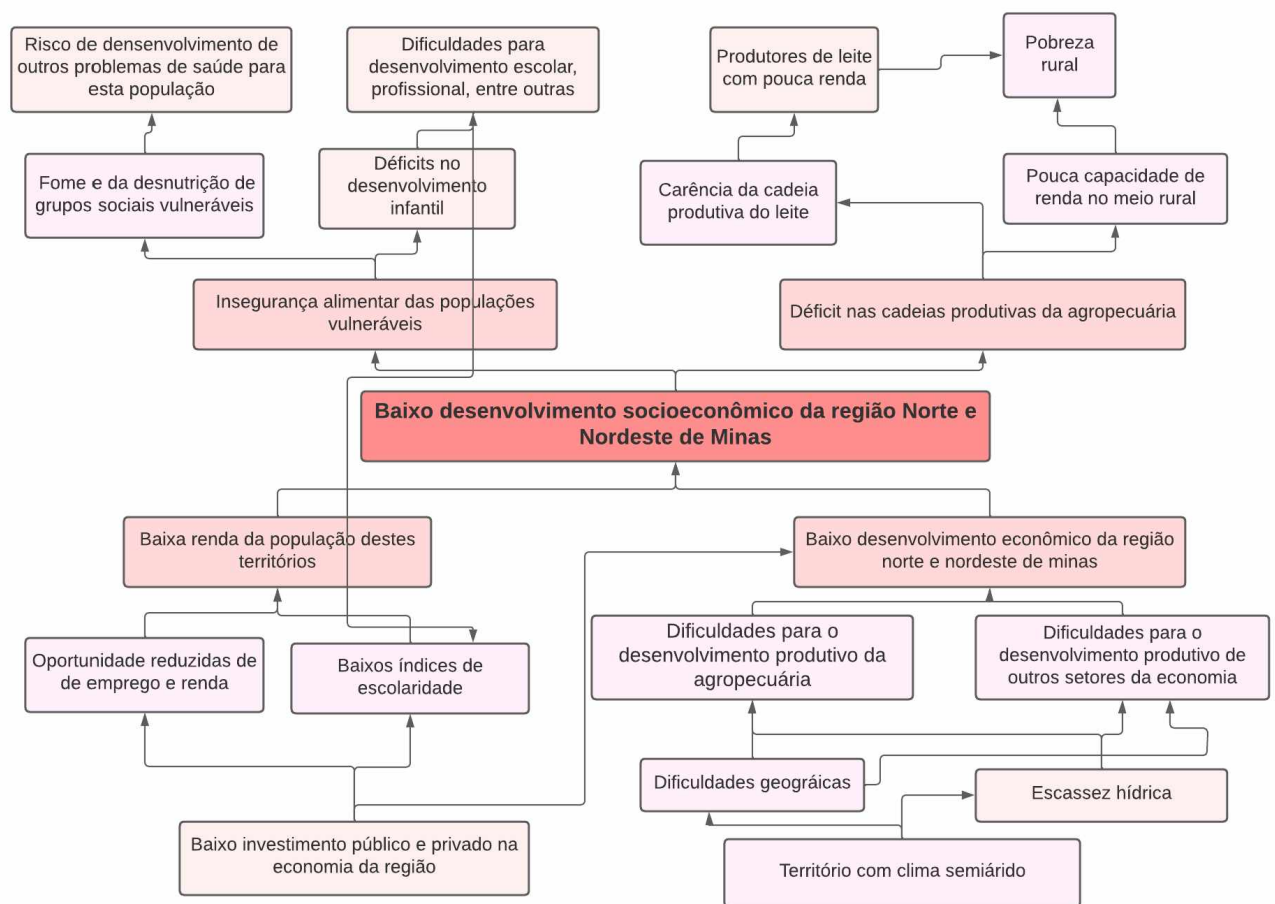 Risco de densenvolvimento de
outros problemas de saúde para
esta população
Dificuldades para
desenvolvimento escolar,
profissional, entre outras
Produtores de leite
com pouca renda
Pobreza
rural
Fome e da desnutrição de
grupos sociais vulneráveis
Déficits no
desenvolvimento
infantil
Carência da cadeia
produtiva do leite
Pouca capacidade de
renda no meio rural
Insegurança alimentar das populações
vulneráveis
Déficit nas cadeias produtivas da agropecuária
Baixo desenvolvimento socioeconômico da região Norte e
Nordeste de Minas
Baixa renda da população destes
territórios
Baixo desenvolvimento econômico da região
norte e nordeste de minas
Oportunidade reduzidas de
de emprego e renda
Baixos índices de
escolaridade
Dificuldades para o
desenvolvimento produtivo da
agropecuária
Dificuldades para o
desenvolvimento produtivo de
outros setores da economia
Dificuldades geográicas
Escassez hídrica
Baixo investimento público e privado na
economia da região
Território com clima semiárido